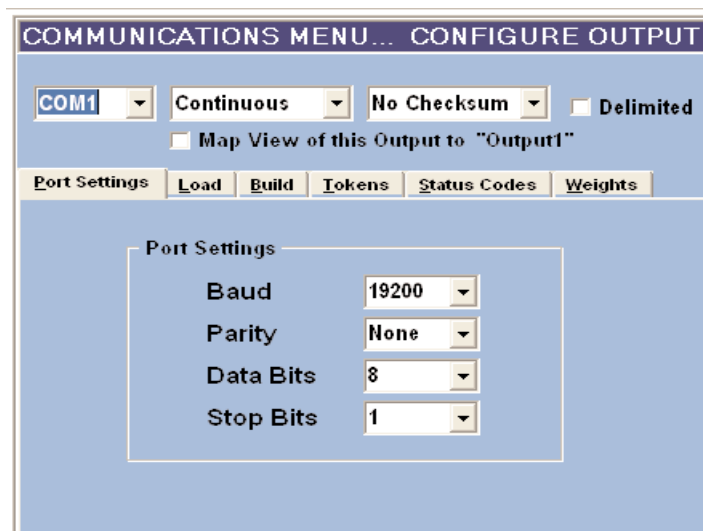 COMMUNICATIONS MENU... CONFIGURE OUTPUT
COM1 Continuous No Checksum Delimited
Map View of this Output to "Output1"
Port Settings Load Build Tokens Status Codes Weights
Port Settings
Baud 19200
Parity None
Data Bits 8
Stop Bits 1